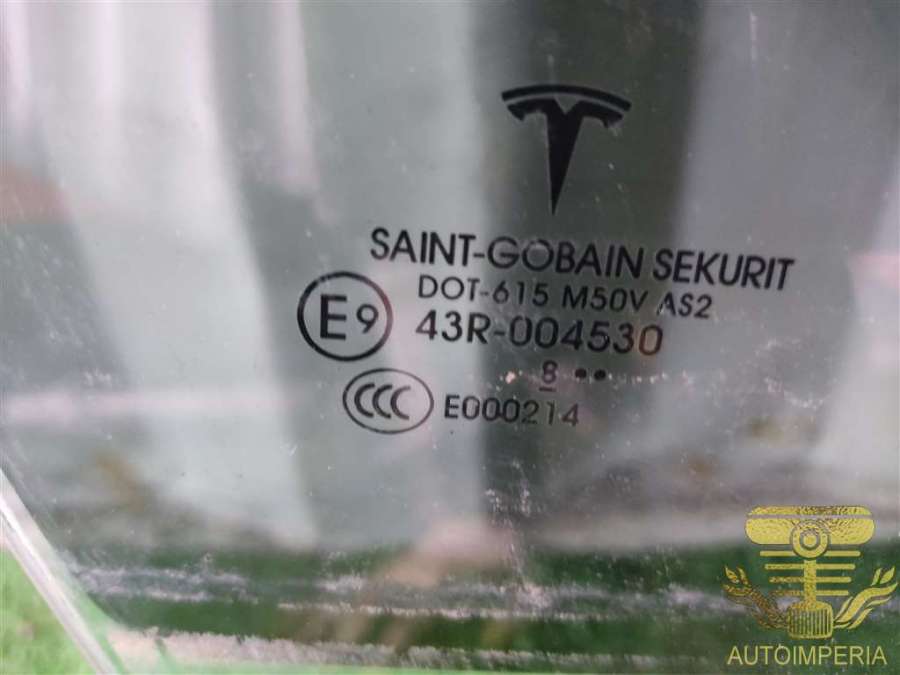 SAINT-GOBAIN SEKURIT
DOT-615 M50V AS2
E9 43R-004530
8 ••
CCC E000214
AUTOIMPERIA